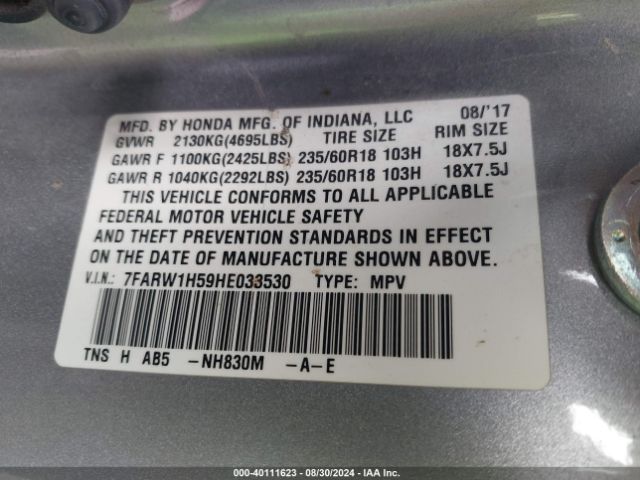 MFD. BY HONDA MFG. OF INDIANA, LLC 08/'17
GVWR 2130KG(4695LBS) TIRE SIZE RIM SIZE
GAWR F 1100KG(2425LBS) 235/60R18 103H 18X7.5J
GAWR R 1040KG(2292LBS) 235/60R18 103H 18X7.5J
THIS VEHICLE CONFORMS TO ALL APPLICABLE
FEDERAL MOTOR VEHICLE SAFETY
AND THEFT PREVENTION STANDARDS IN EFFECT
ON THE DATE OF MANUFACTURE SHOWN ABOVE.
V.I.N.: 7FARW1H59HE033530 TYPE: MPV
TNS H AB5 -NH830M -A-E
000-40111623 - 08/30/2024 - IAA Inc.